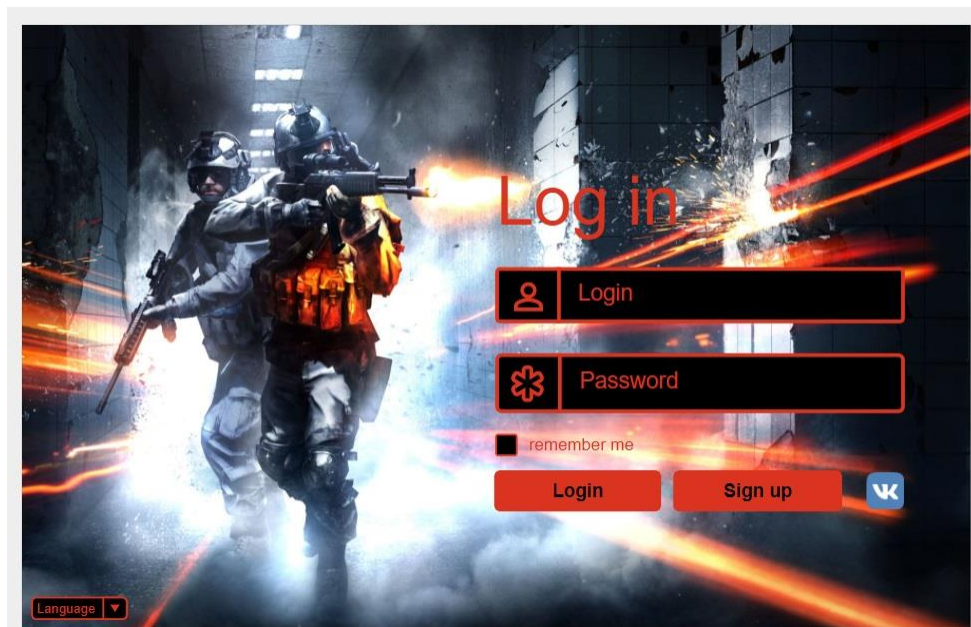 Log in
Login
Password
remember me
Login Sign up
Language